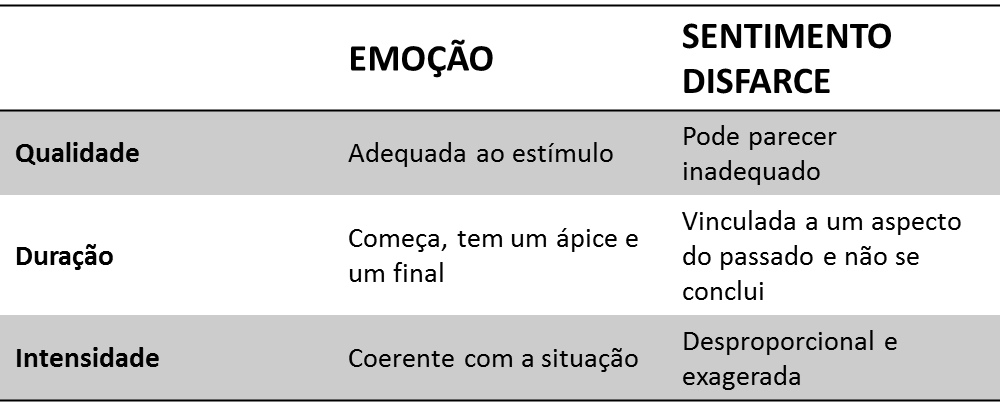 EMOÇÃO
SENTIMENTO
DISFARCE
Qualidade
Adequada ao estímulo
Pode parecer
inadequado
Duração
Começa, tem um ápice e
um final
Vinculada a um aspecto
do passado e não se
conclui
Intensidade
Coerente com a situação
Desproporcional e
exagerada